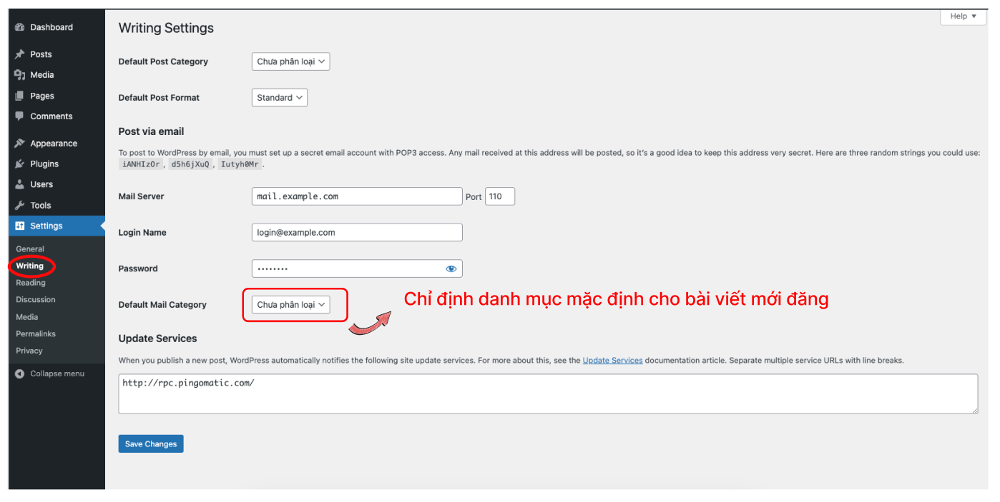 Help ▼
Dashboard
Posts
Media
Pages
Comments
Appearance
Plugins
Users
Tools
Settings
General
Writing
Reading
Discussion
Media
Permalinks
Privacy
Collapse menu
Writing Settings
Default Post Category Chưa phân loại
Default Post Format Standard
Post via email
To post to WordPress by email, you must set up a secret email account with POP3 access. Any mail received at this address will be posted, so it's a good idea to keep this address very secret. Here are three random strings you could use:
iANHIzOr , d5h6jXuQ , Iutyh0Mr .
Mail Server mail.example.com Port 110
Login Name login@example.com
Password ········
Default Mail Category Chưa phân loại
Chỉ định danh mục mặc định cho bài viết mới đăng
Update Services
When you publish a new post, WordPress automatically notifies the following site update services. For more about this, see the Update Services documentation article. Separate multiple service URLs with line breaks.
http://rpc.pingomatic.com/
Save Changes